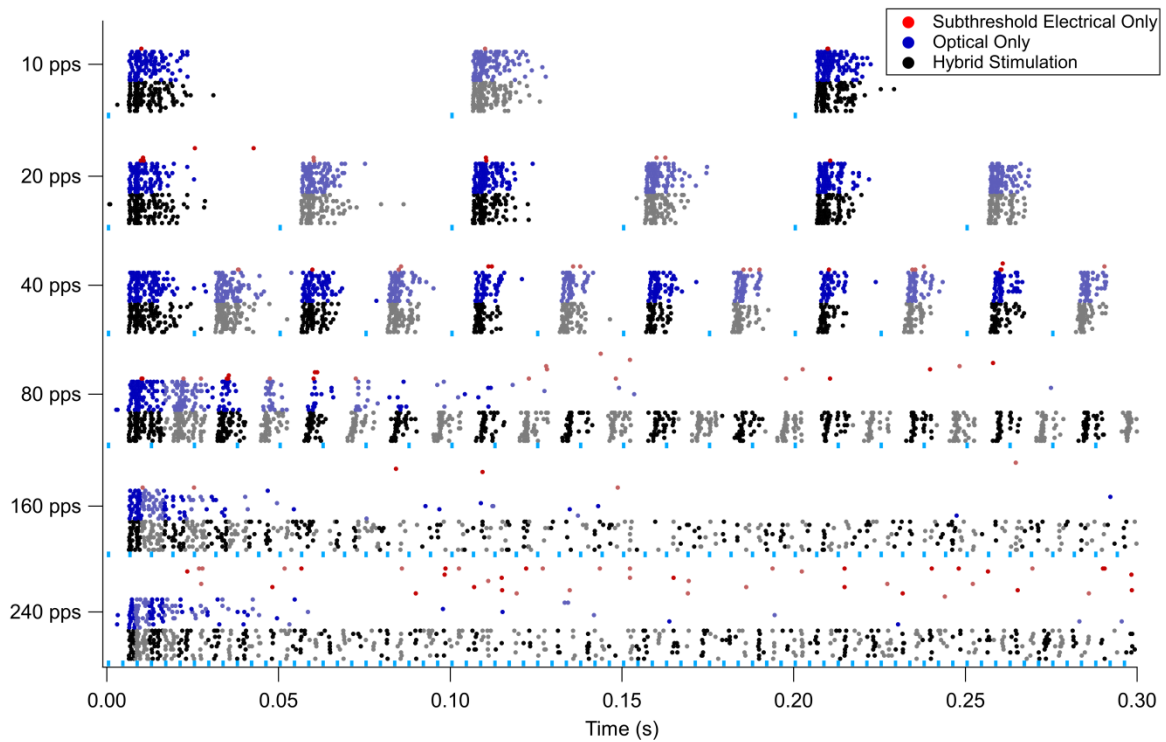 Subthreshold Electrical Only
Optical Only
Hybrid Stimulation
10 pps
20 pps
40 pps
80 pps
160 pps
240 pps
0.00 0.05 0.10 0.15 0.20 0.25 0.30
Time (s)